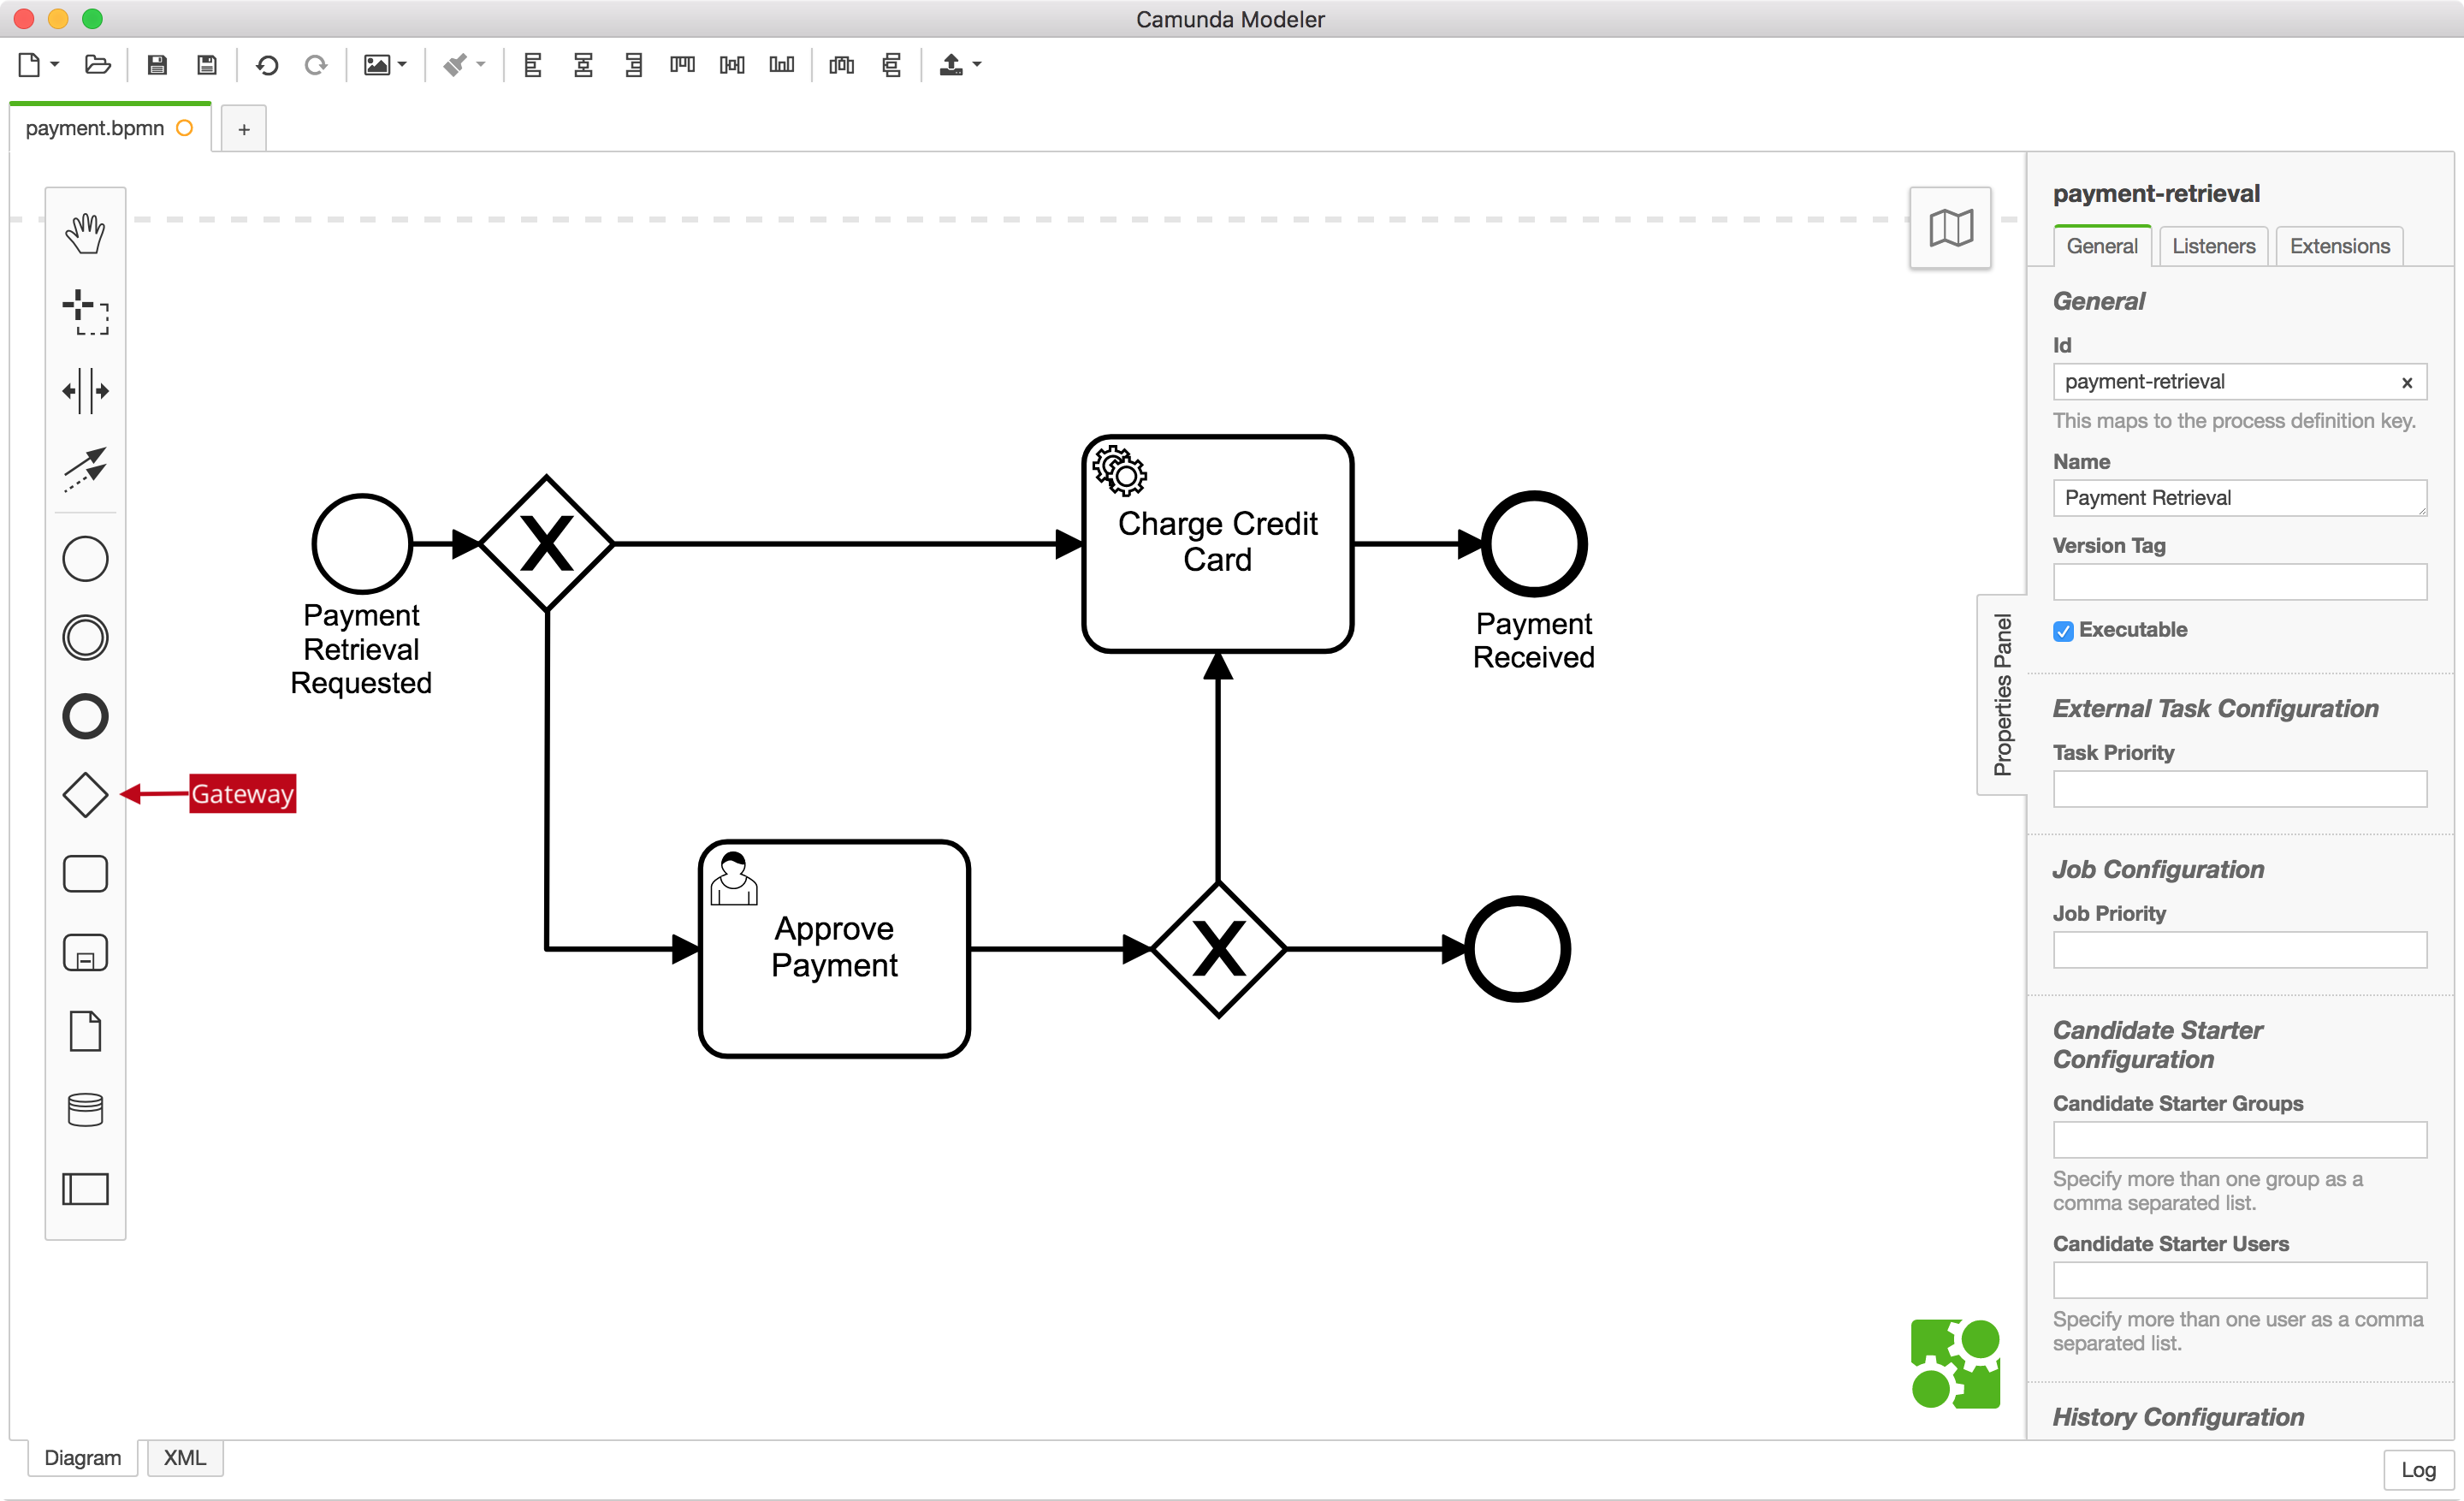 Camunda Modeler
payment.bpmn
+
payment-retrieval
General
Listeners
Extensions
General
Id
payment-retrieval
This maps to the process definition key.
Name
Payment Retrieval
Version Tag
Executable
External Task Configuration
Task Priority
Job Configuration
Job Priority
Candidate Starter
Configuration
Candidate Starter Groups
Specify more than one group as a
comma separated list.
Candidate Starter Users
Specify more than one user as a comma
separated list.
History Configuration
Properties Panel
Payment
Retrieval
Requested
Charge Credit
Card
Payment
Received
Gateway
Approve
Payment
Diagram
XML
Log